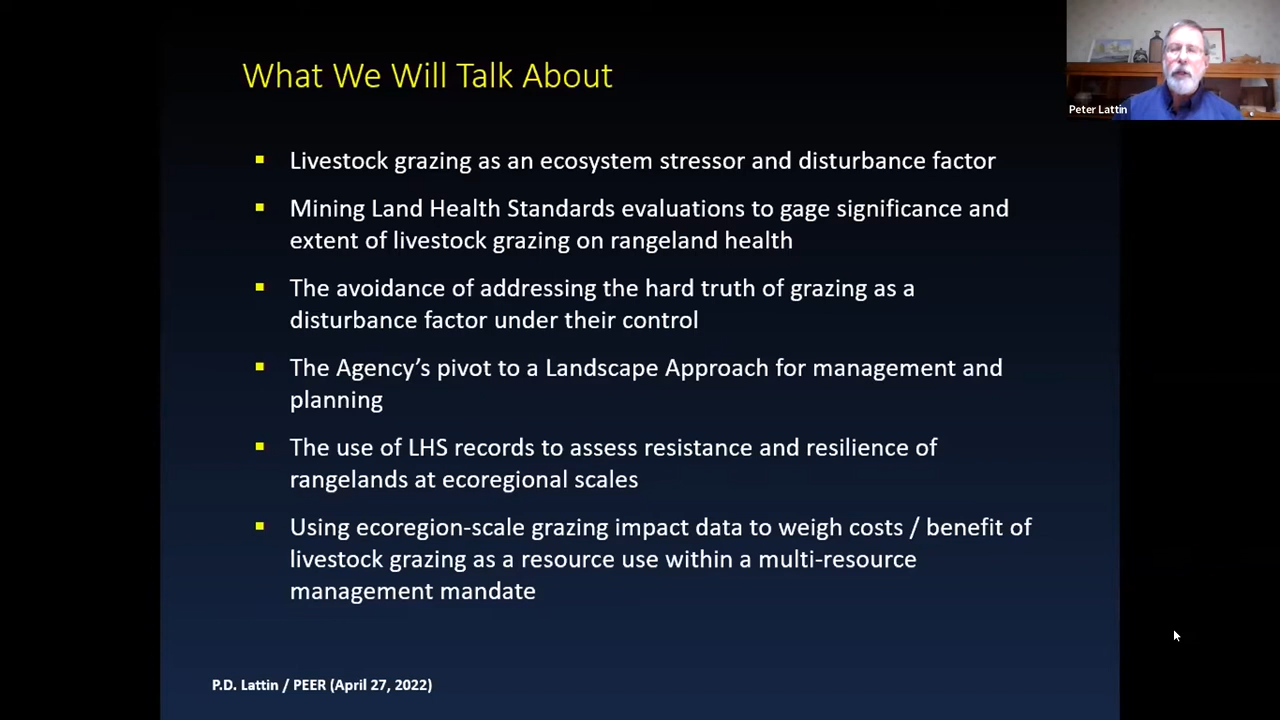 What We Will Talk About
Peter Lattin
▪ Livestock grazing as an ecosystem stressor and disturbance factor
▪ Mining Land Health Standards evaluations to gage significance and
extent of livestock grazing on rangeland health
▪ The avoidance of addressing the hard truth of grazing as a
disturbance factor under their control
▪ The Agency’s pivot to a Landscape Approach for management and
planning
▪ The use of LHS records to assess resistance and resilience of
rangelands at ecoregional scales
▪ Using ecoregion-scale grazing impact data to weigh costs / benefit of
livestock grazing as a resource use within a multi-resource
management mandate
P.D. Lattin / PEER (April 27, 2022)